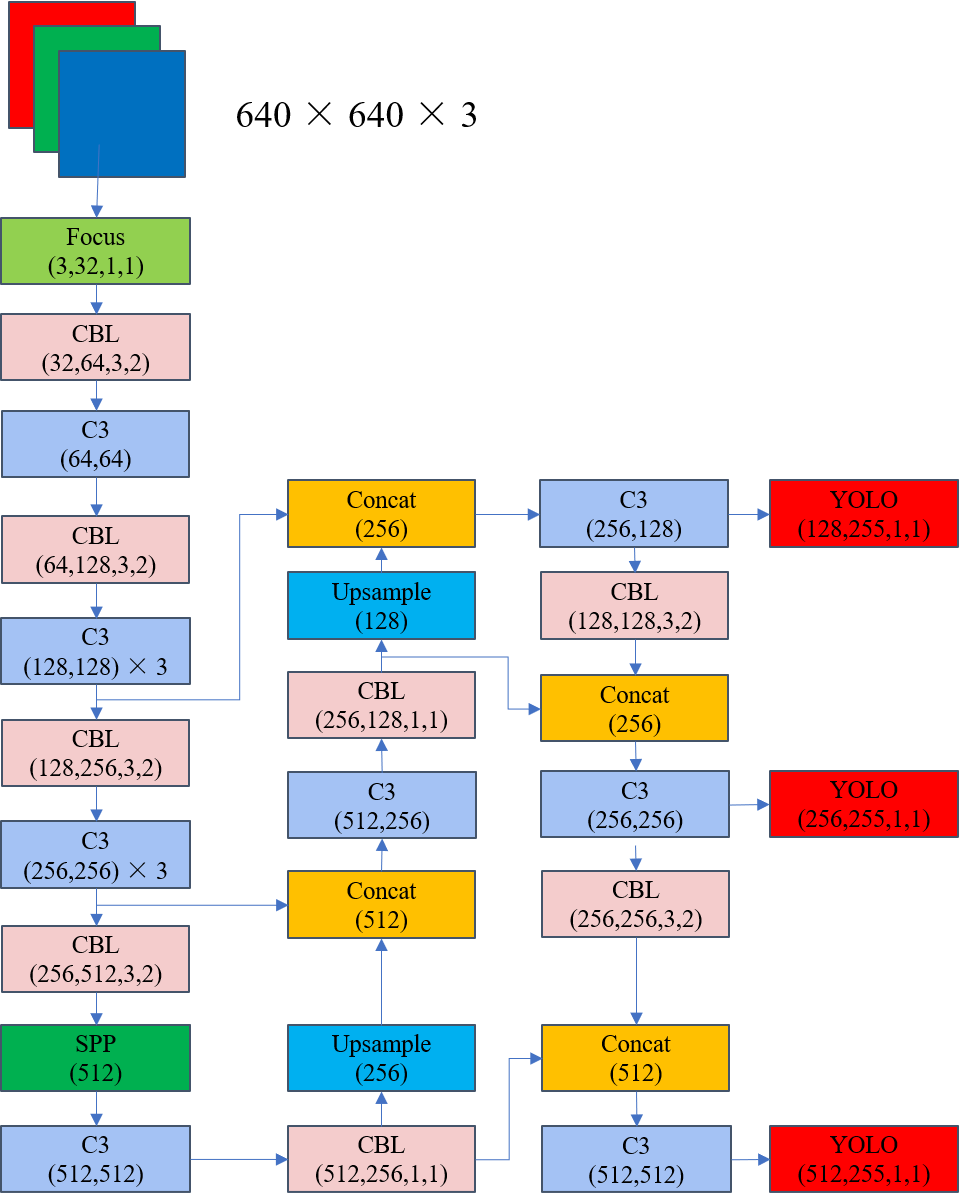 640 × 640 × 3
Focus
(3,32,1,1)
CBL
(32,64,3,2)
C3
(64,64)
CBL
(64,128,3,2)
C3
(128,128) × 3
CBL
(128,256,3,2)
C3
(256,256) × 3
CBL
(256,512,3,2)
SPP
(512)
C3
(512,512)
Concat
(256)
Upsample
(128)
CBL
(256,128,1,1)
C3
(512,256)
Concat
(512)
Upsample
(256)
CBL
(512,256,1,1)
C3
(256,128)
CBL
(128,128,3,2)
Concat
(256)
C3
(256,256)
CBL
(256,256,3,2)
Concat
(512)
C3
(512,512)
YOLO
(128,255,1,1)
YOLO
(256,255,1,1)
YOLO
(512,255,1,1)